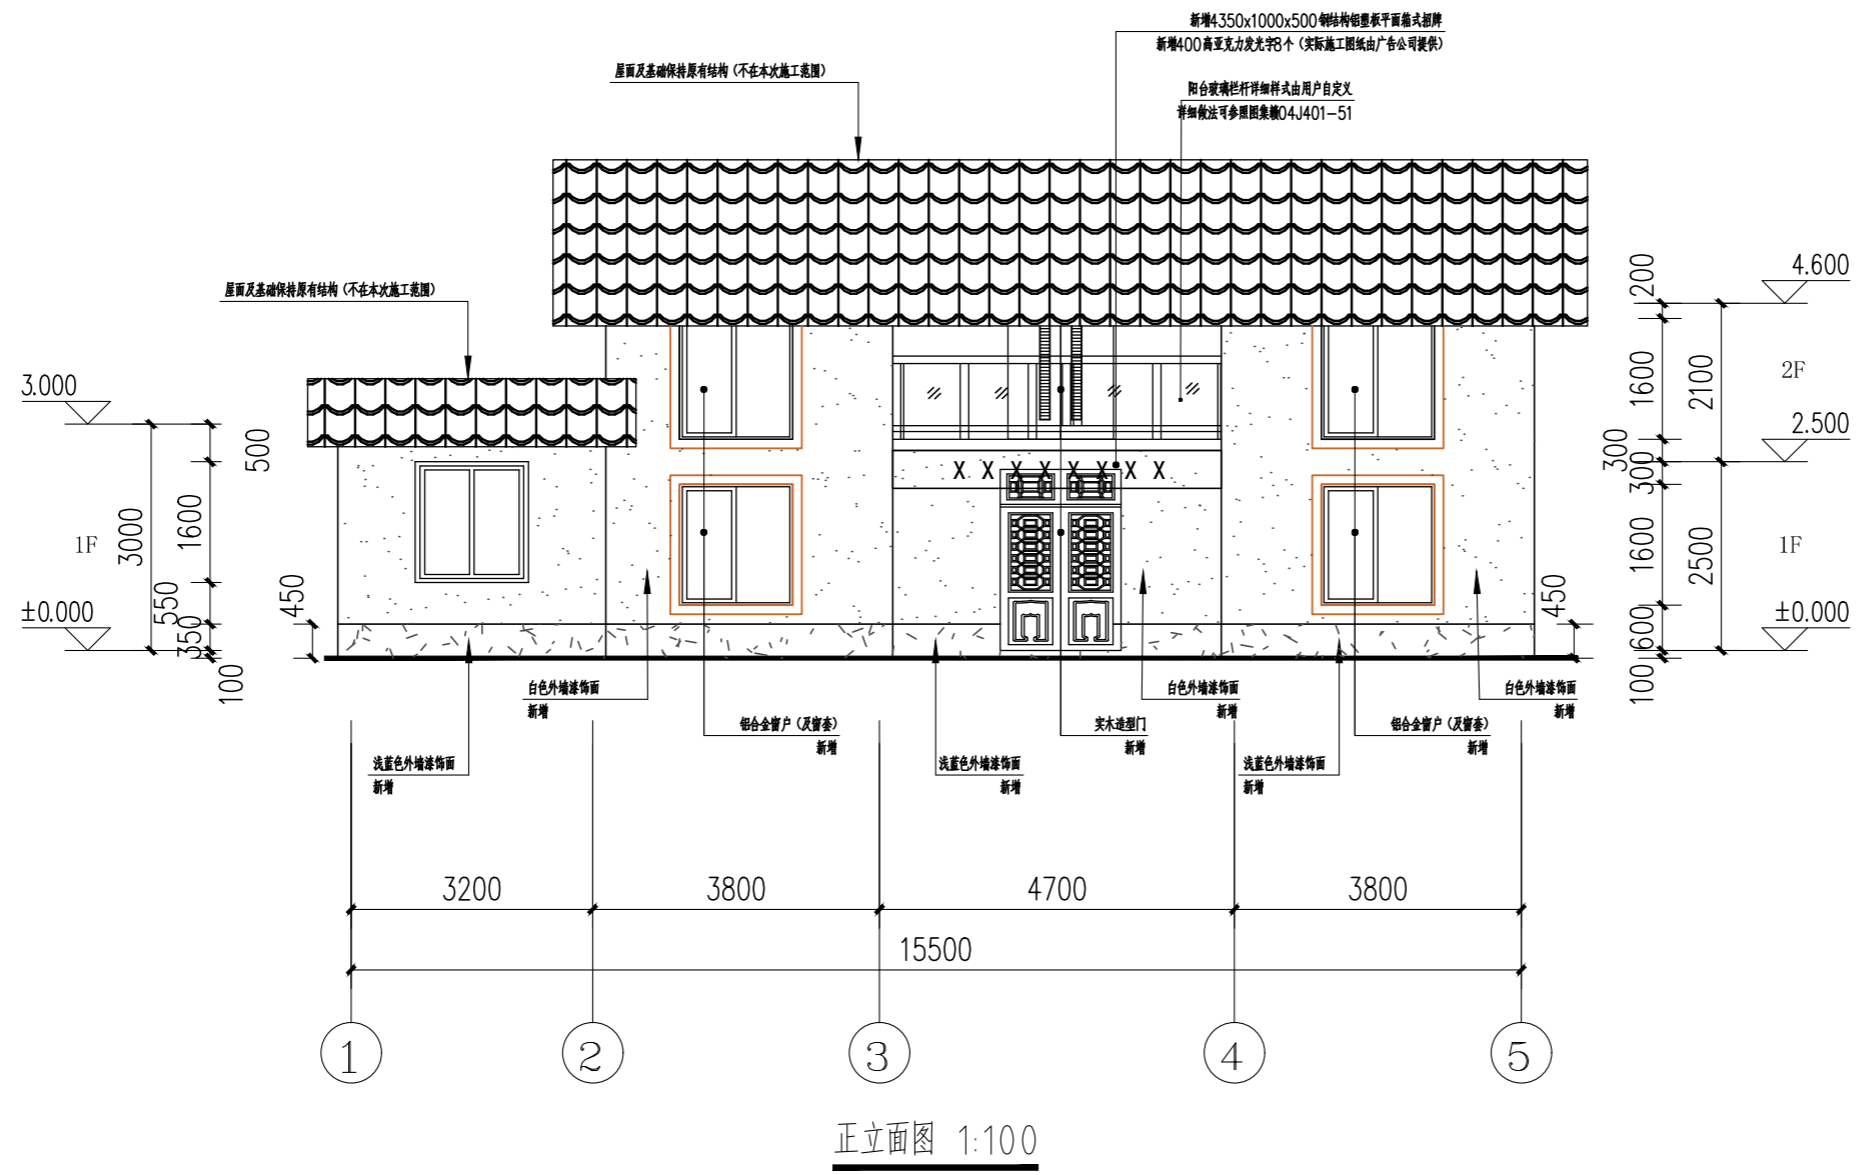 新增4350x1000x500钢结构铝塑板平面箱式招牌
新增400高亚克力发光字8个（实际施工图纸由广告公司提供）
屋面及基础保持原有结构（不在本次施工范围）
阳台玻璃栏杆详细样式由用户自定义
详细做法可参照图集赣04J401-51
屋面及基础保持原有结构（不在本次施工范围）
3.000
500
1600
3000
1F
550
±0.000
350
450
100
X X X X X X X X
200
4.600
1600
2100
2F
2.500
300
300
1600
2500
1F
450
±0.000
600
100
白色外墙漆饰面
新增
铝合金窗户（及窗套）
新增
浅蓝色外墙漆饰面
新增
浅蓝色外墙漆饰面
新增
实木造型门
新增
白色外墙漆饰面
新增
浅蓝色外墙漆饰面
新增
铝合金窗户（及窗套）
新增
白色外墙漆饰面
新增
3200 3800 4700 3800
15500
1 2 3 4 5
正立面图 1:100